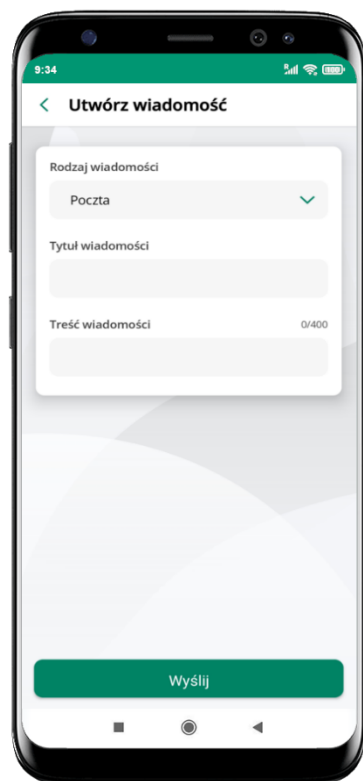 9:34
Utwórz wiadomość
Rodzaj wiadomości
Poczta
Tytuł wiadomości
Treść wiadomości 0/400
Wyślij